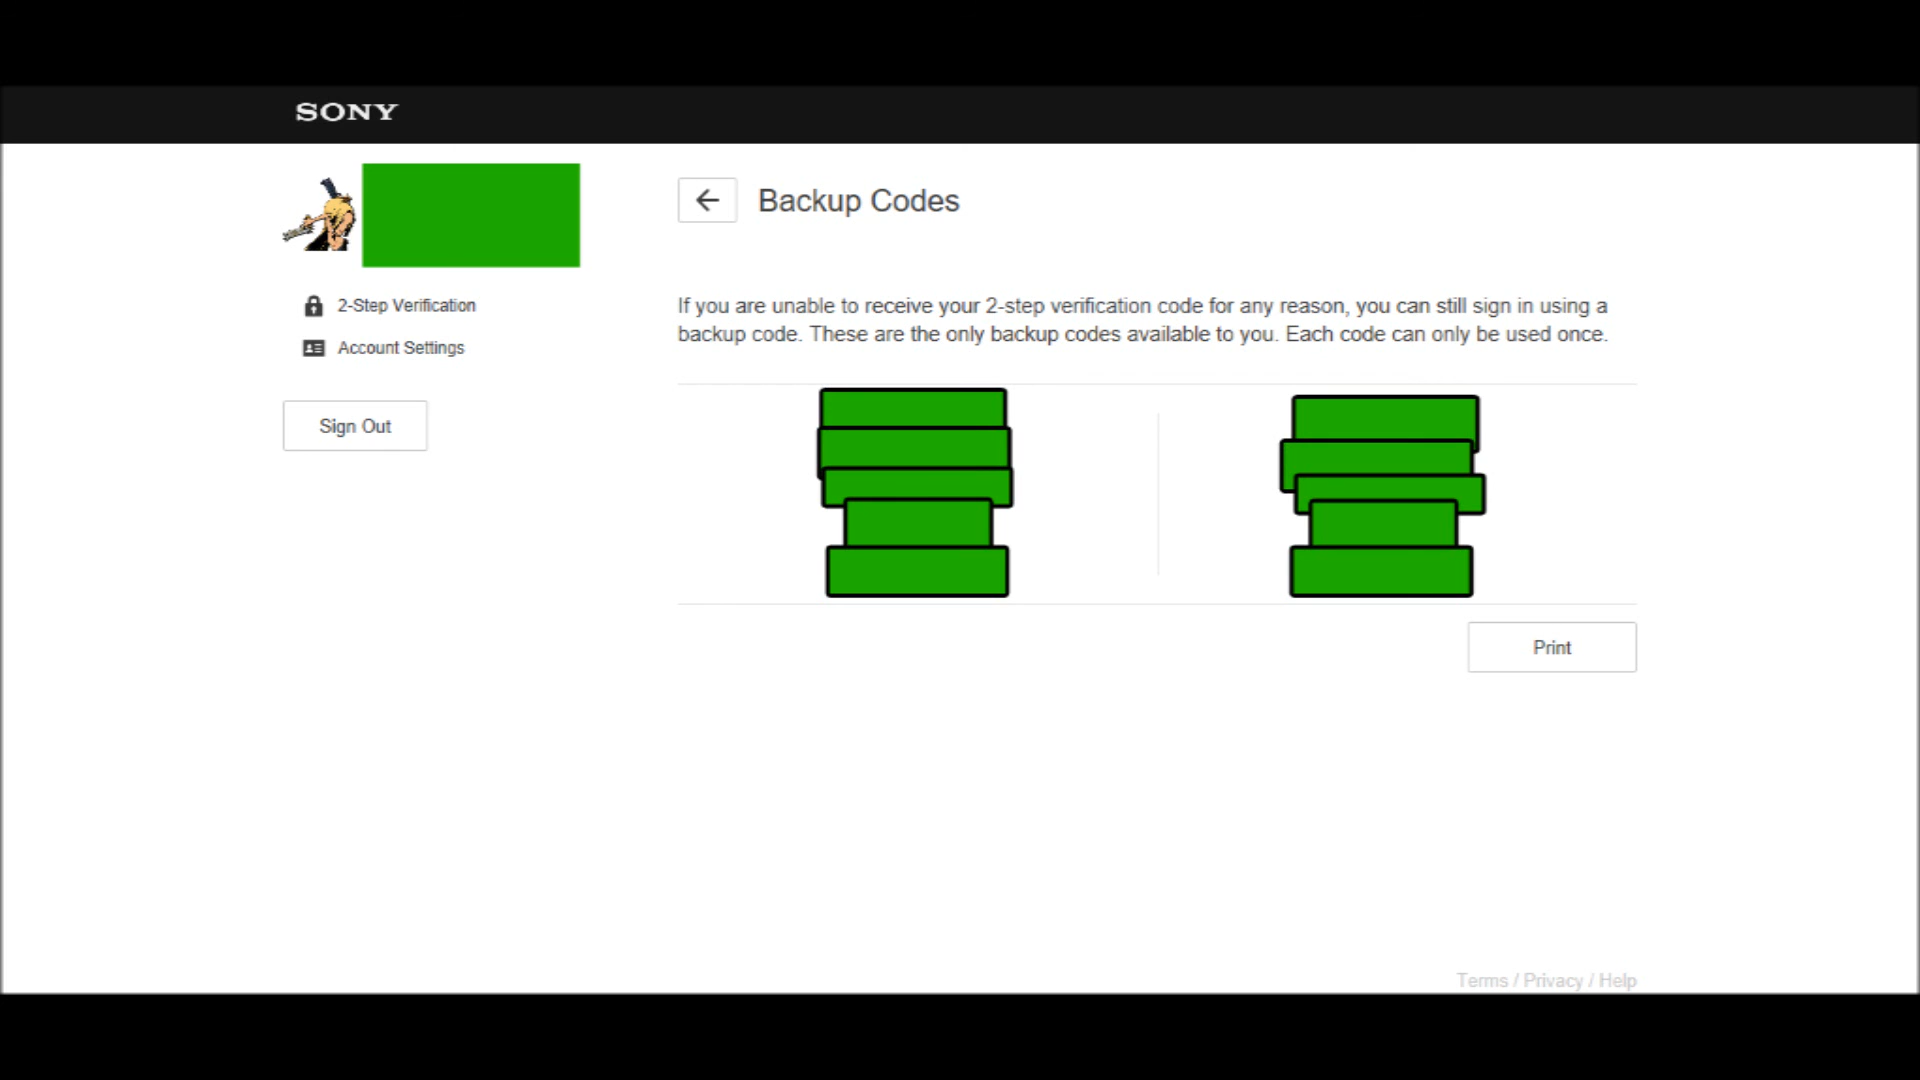 SONY
2-Step Verification
Account Settings
Sign Out
Backup Codes
If you are unable to receive your 2-step verification code for any reason, you can still sign in using a
backup code. These are the only backup codes available to you. Each code can only be used once.
Print
Terms / Privacy / Help